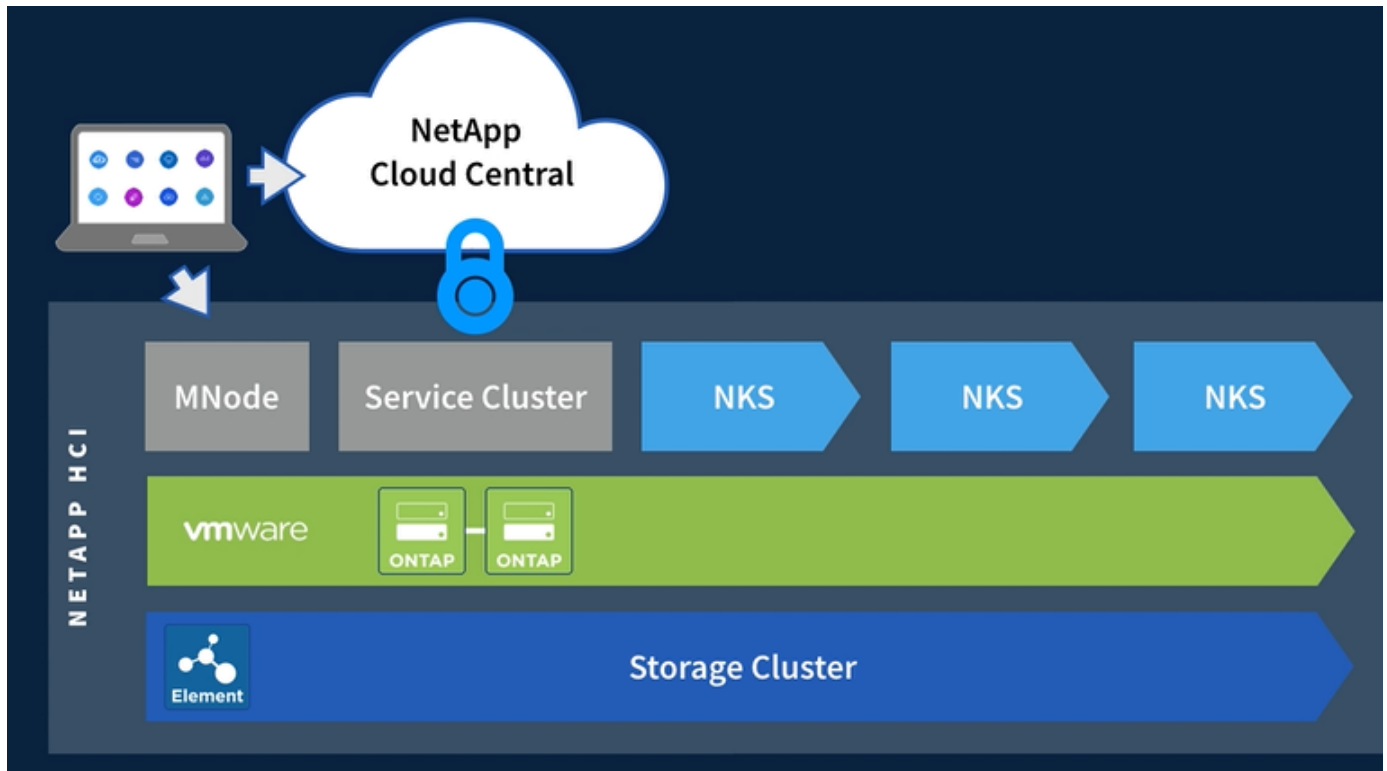 NetApp
Cloud Central
MNode
Service Cluster
NKS
NKS
NKS
NETAPP HCI
vmware
ONTAP
ONTAP
Element
Storage Cluster